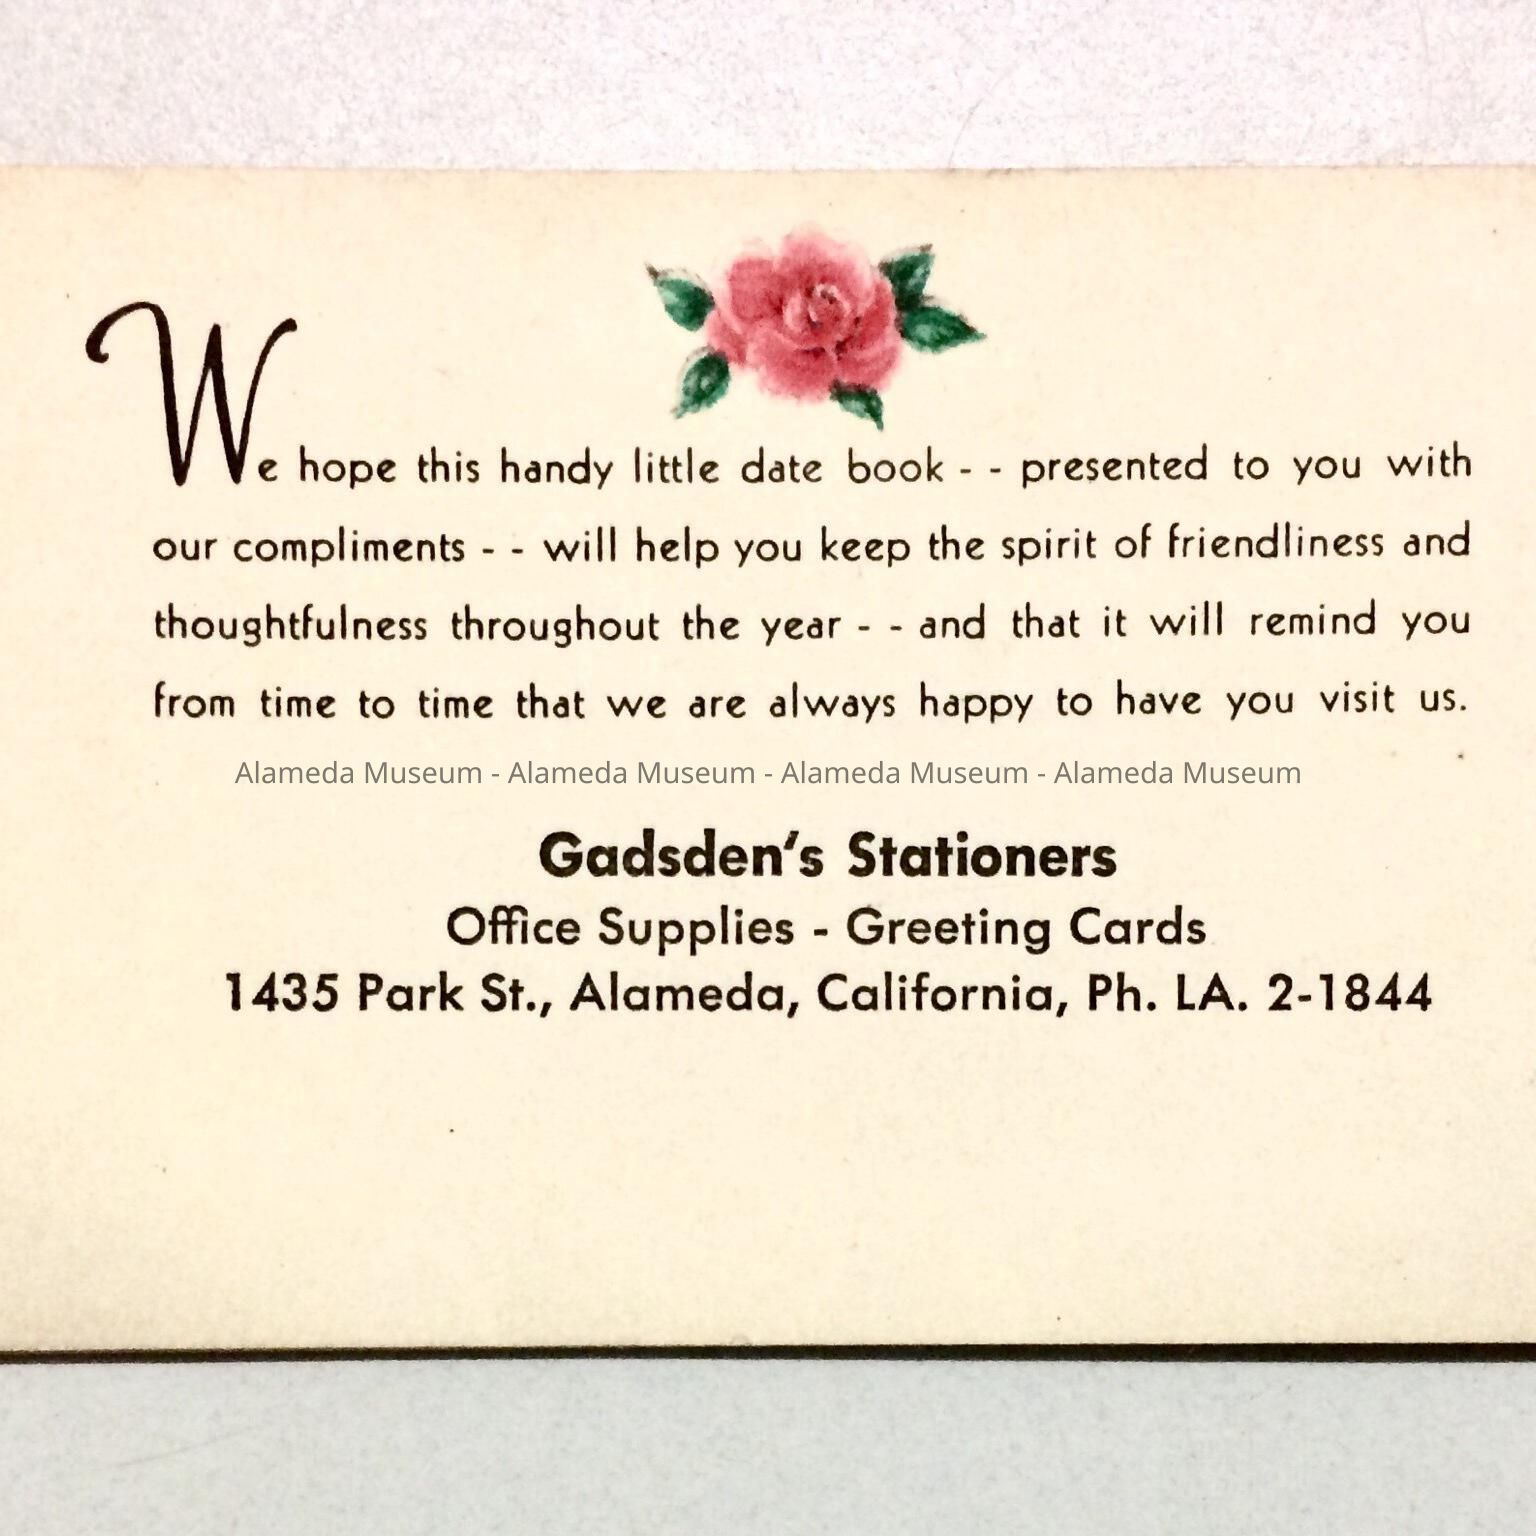 We hope this handy little date book - - presented to you with
our compliments - - will help you keep the spirit of friendliness and
thoughtfulness throughout the year - - and that it will remind you
from time to time that we are always happy to have you visit us.
Alameda Museum - Alameda Museum - Alameda Museum - Alameda Museum
Gadsden's Stationers
Office Supplies - Greeting Cards
1435 Park St., Alameda, California, Ph. LA. 2-1844